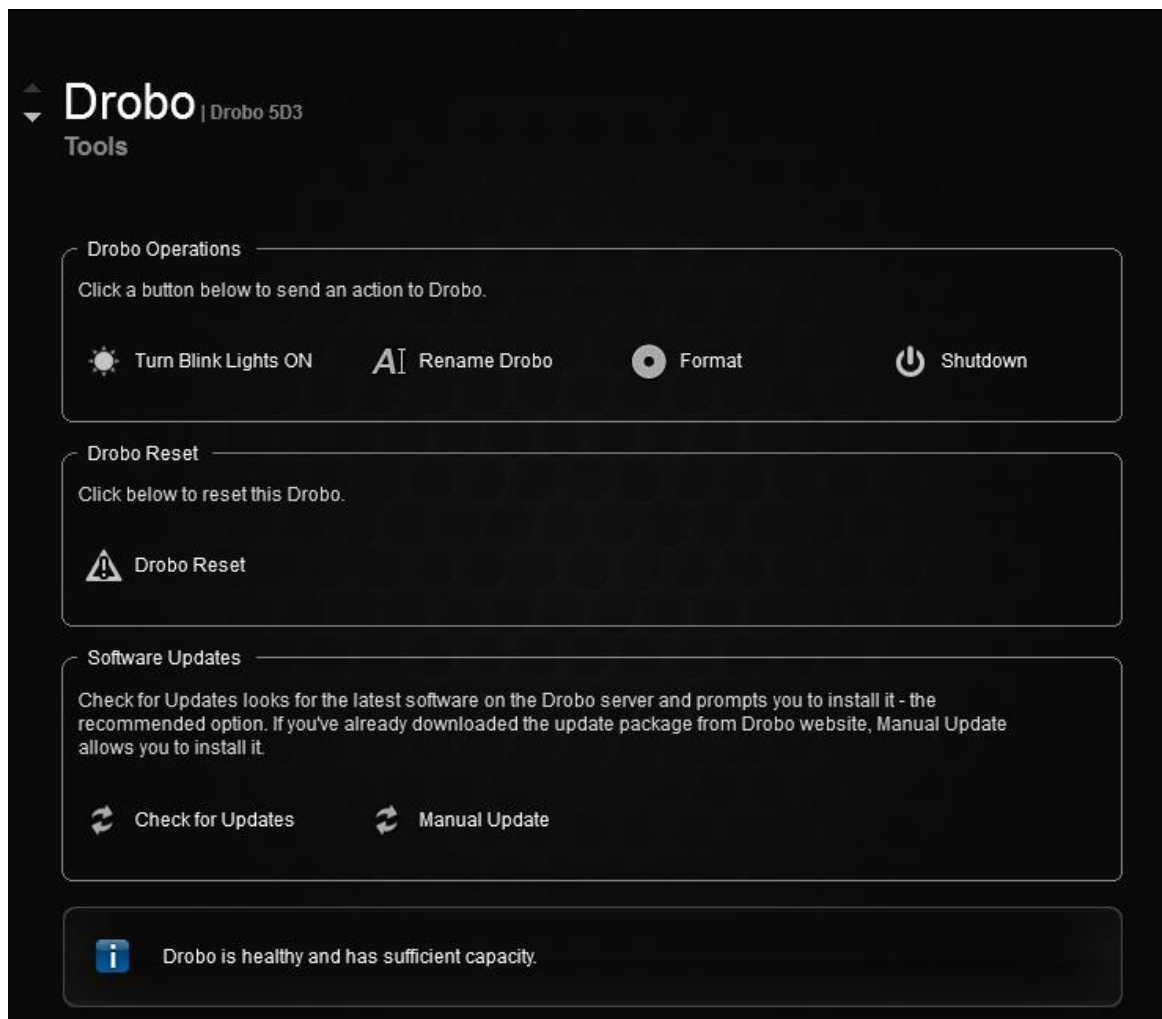 Drobo | Drobo 5D3
Tools
Drobo Operations
Click a button below to send an action to Drobo.
Turn Blink Lights ON Rename Drobo Format Shutdown
Drobo Reset
Click below to reset this Drobo.
Drobo Reset
Software Updates
Check for Updates looks for the latest software on the Drobo server and prompts you to install it - the
recommended option. If you've already downloaded the update package from Drobo website, Manual Update
allows you to install it.
Check for Updates Manual Update
Drobo is healthy and has sufficient capacity.